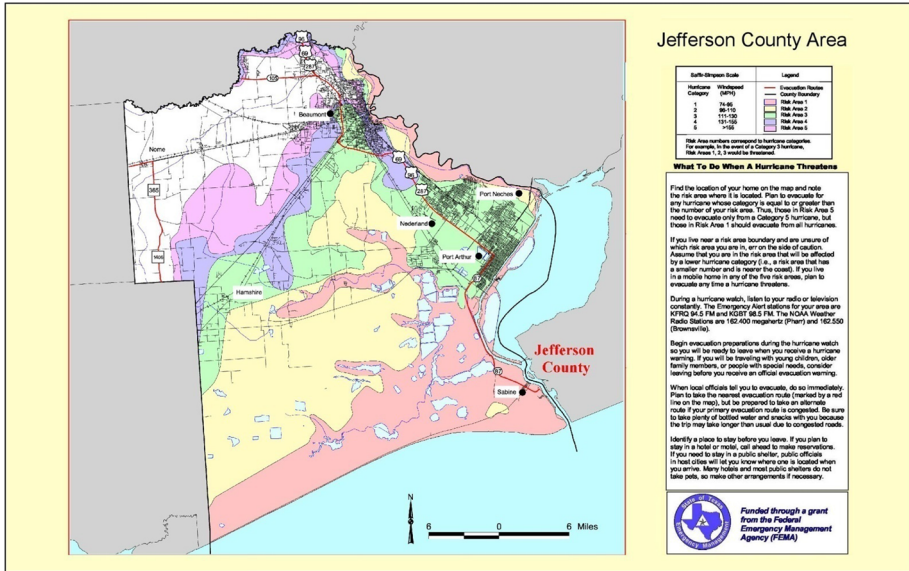 Jefferson County Area
Saffir-Simpson Scale
Legend
Hurricane Category
Windspeed (MPH)
1 74-95
2 96-110
3 111-130
4 131-155
5 >155
Evacuation Routes
County Boundary
Risk Area 1
Risk Area 2
Risk Area 3
Risk Area 4
Risk Area 5
Risk Area numbers correspond to hurricane categories.
For example, in the event of a Category 3 hurricane,
Risk Areas 1, 2, 3 would be threatened.
What To Do When A Hurricane Threatens
Find the location of your home on the map and note
the risk area where it is located. Plan to evacuate for
any hurricane whose category is equal to or greater than
the number of your risk area. Thus, those in Risk Area 5
need to evacuate only from a Category 5 hurricane, but
those in Risk Area 1 should evacuate from all hurricanes.
If you live near a risk area boundary and are unsure of
which risk area you are in, err on the side of caution.
Assume that you are in the risk area that will be affected
by a lower hurricane category (i.e., a risk area that has
a smaller number and is nearer the coast). If you live
in a mobile home in any of the five risk areas, plan to
evacuate any time a hurricane threatens.
During a hurricane watch, listen to your radio or television
constantly. The Emergency Alert stations for your area are
KFRQ 94.5 FM and KGBT 98.5 FM. The NOAA Weather
Radio Stations are 162.400 megahertz (Pharr) and 162.550
(Brownsville).
Begin evacuation preparations during the hurricane watch
so you will be ready to leave when you receive a hurricane
warning. If you will be traveling with young children, older
family members, or people with special needs, consider
leaving before you receive an official evacuation warning.
When local officials tell you to evacuate, do so immediately.
Plan to take the nearest evacuation route (marked by a red
line on the map), but be prepared to take an alternate
route if your primary evacuation route is congested. Be sure
to take plenty of bottled water and snacks with you because
the trip may take longer than usual due to congested roads.
Identify a place to stay before you leave. If you plan to
stay in a hotel or motel, call ahead to make reservations.
If you need to stay in a public shelter, public officials
in host cities will let you know where one is located when
you arrive. Many hotels and most public shelters do not
take pets, so make other arrangements if necessary.
State of Texas
Emergency Management
Funded through a grant
from the Federal
Emergency Management
Agency (FEMA)
96
69
287
105
Beaumont
Nome
69
96
287
365
Port Neches
Nederland
Port Arthur
Hamshire
Jefferson
County
87
Sabine
N
6 0 6 Miles